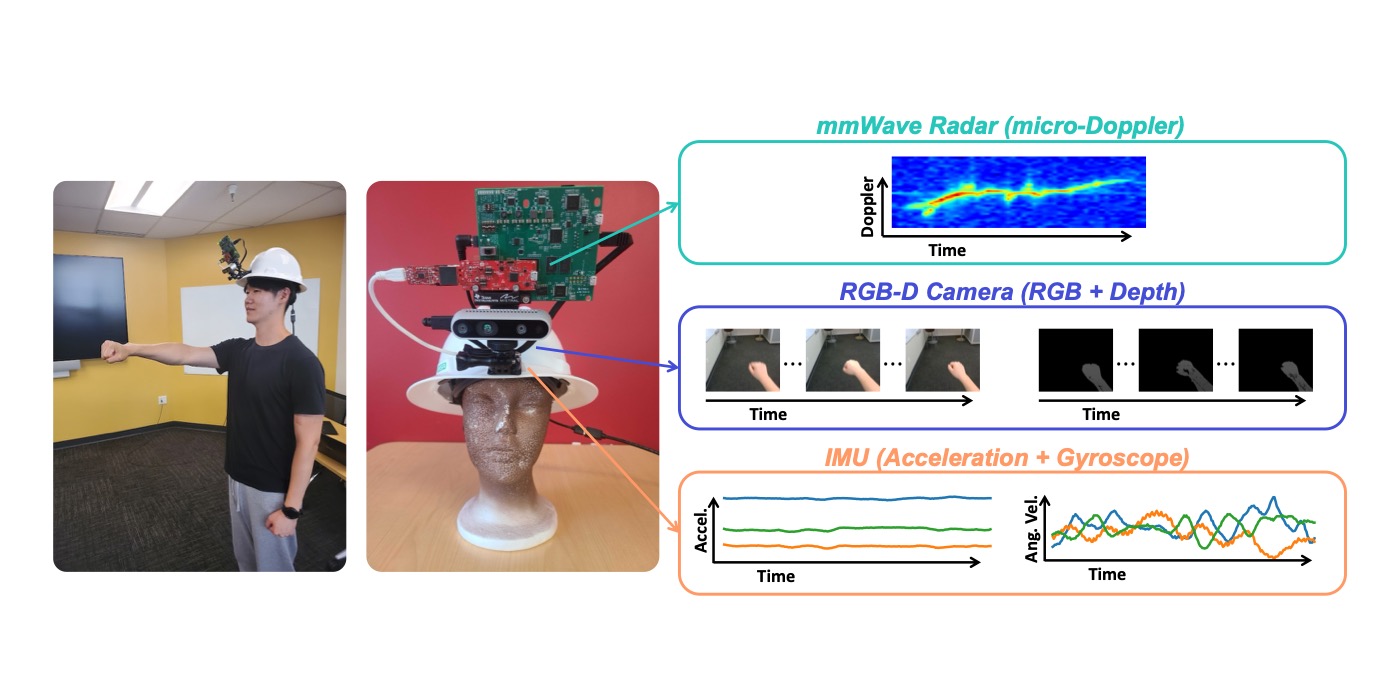 mmWave Radar (micro-Doppler)
Doppler
Time
RGB-D Camera (RGB + Depth)
Time
Time
IMU (Acceleration + Gyroscope)
Accel.
Time
Ang. Vel.
Time